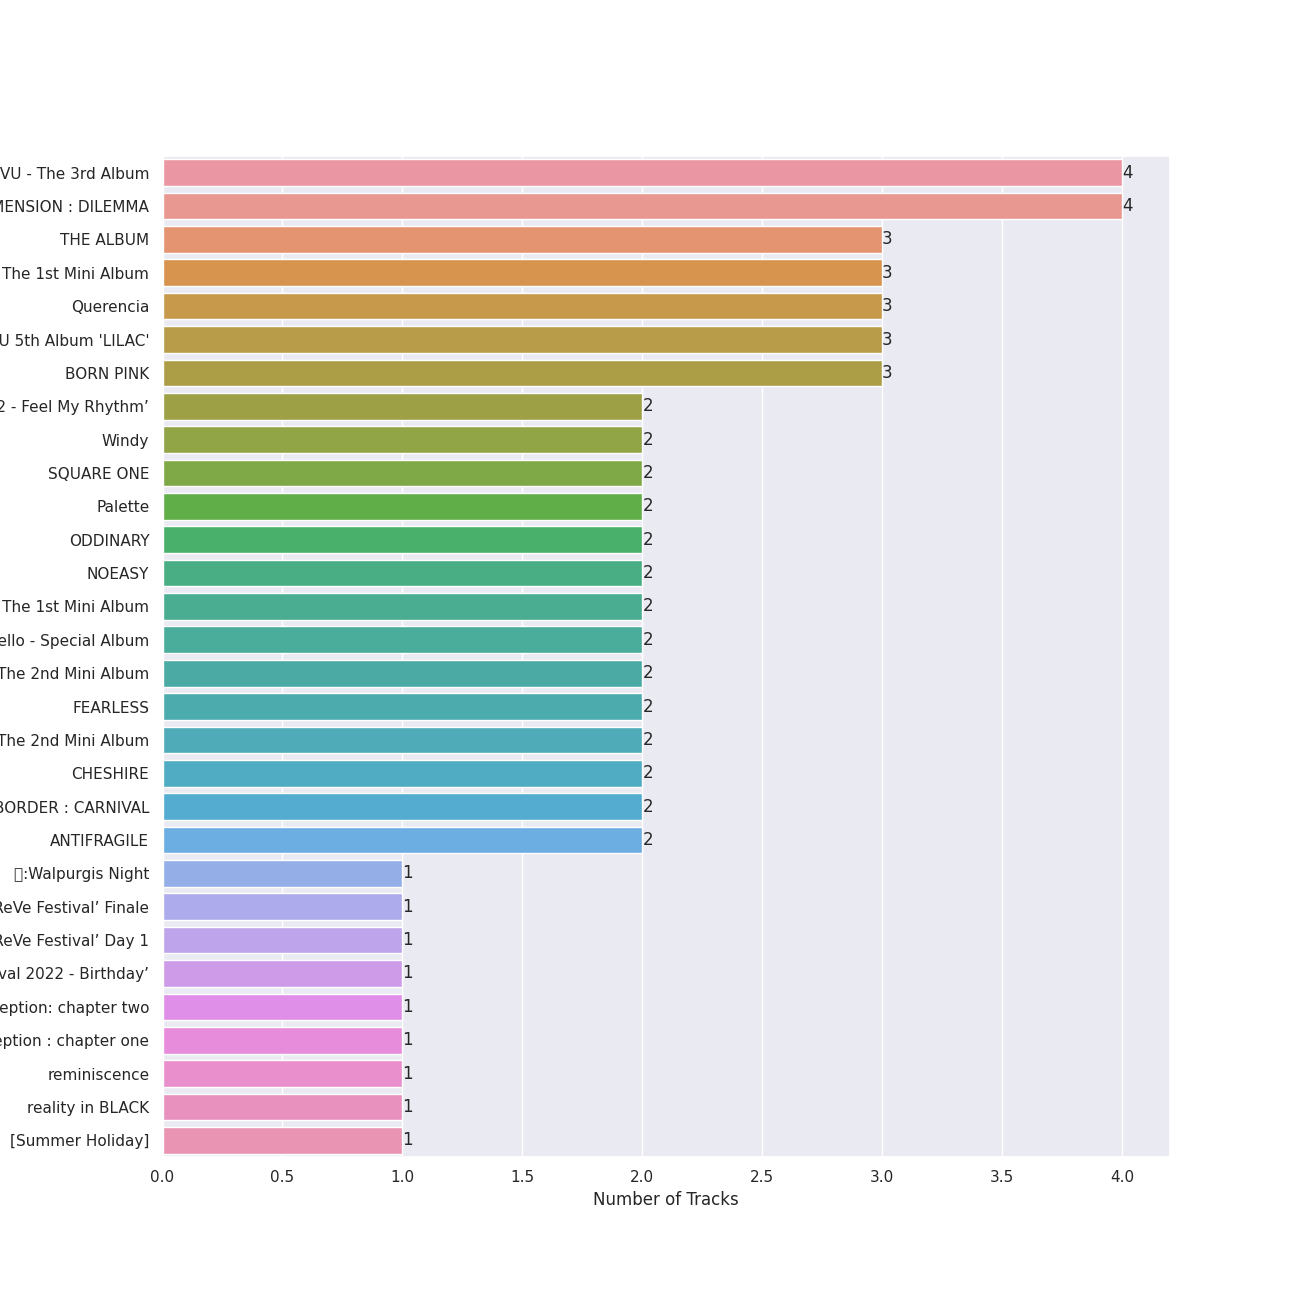 VU - The 3rd Album 4
MENSION : DILEMMA 4
THE ALBUM 3
The 1st Mini Album 3
Querencia 3
U 5th Album 'LILAC' 3
BORN PINK 3
2 - Feel My Rhythm’ 2
Windy 2
SQUARE ONE 2
Palette 2
ODDINARY 2
NOEASY 2
The 1st Mini Album 2
ello - Special Album 2
The 2nd Mini Album 2
FEARLESS 2
The 2nd Mini Album 2
CHESHIRE 2
BORDER : CARNIVAL 2
ANTIFRAGILE 2
:Walpurgis Night 1
ReVe Festival’ Finale 1
ReVe Festival’ Day 1 1
val 2022 - Birthday’ 1
eption: chapter two 1
eption : chapter one 1
reminiscence 1
reality in BLACK 1
[Summer Holiday] 1
0.0 0.5 1.0 1.5 2.0 2.5 3.0 3.5 4.0
Number of Tracks